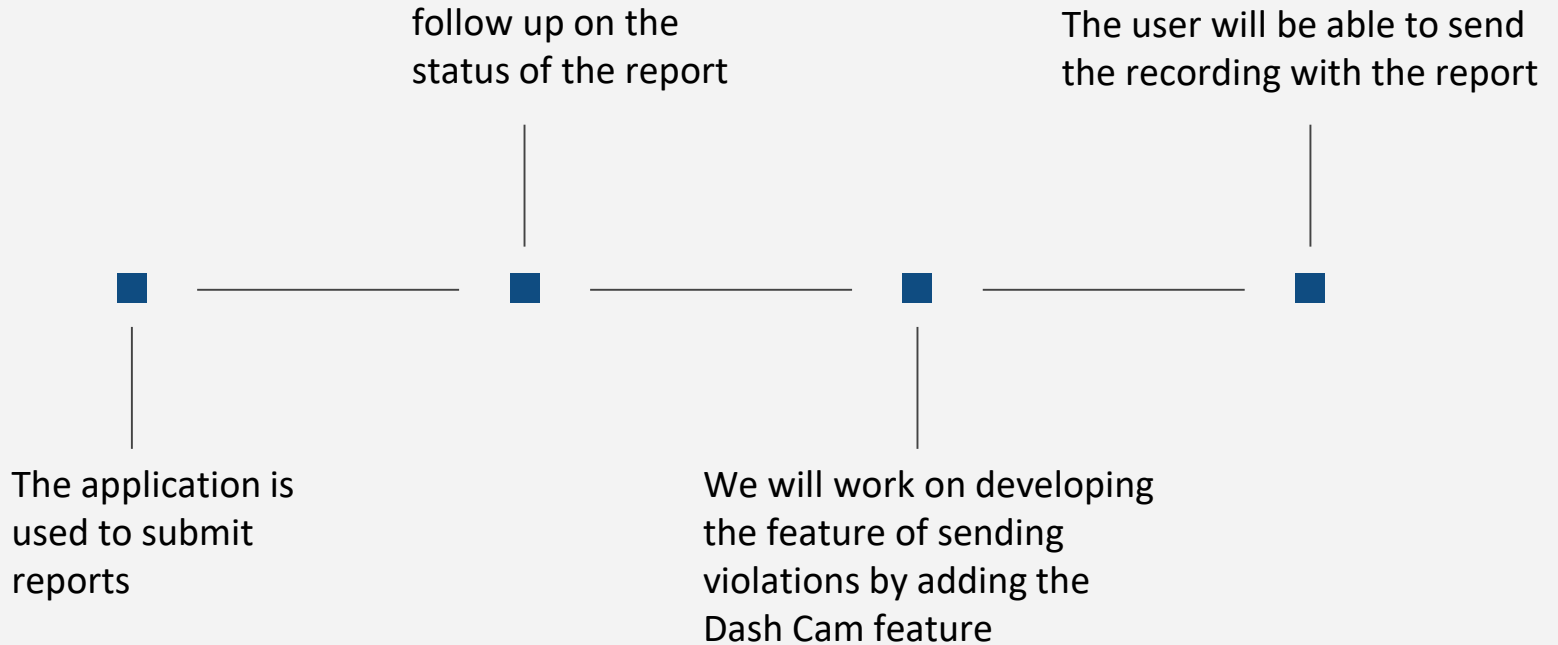 The application is
used to submit
reports
follow up on the
status of the report
We will work on developing
the feature of sending
violations by adding the
Dash Cam feature
The user will be able to send
the recording with the report